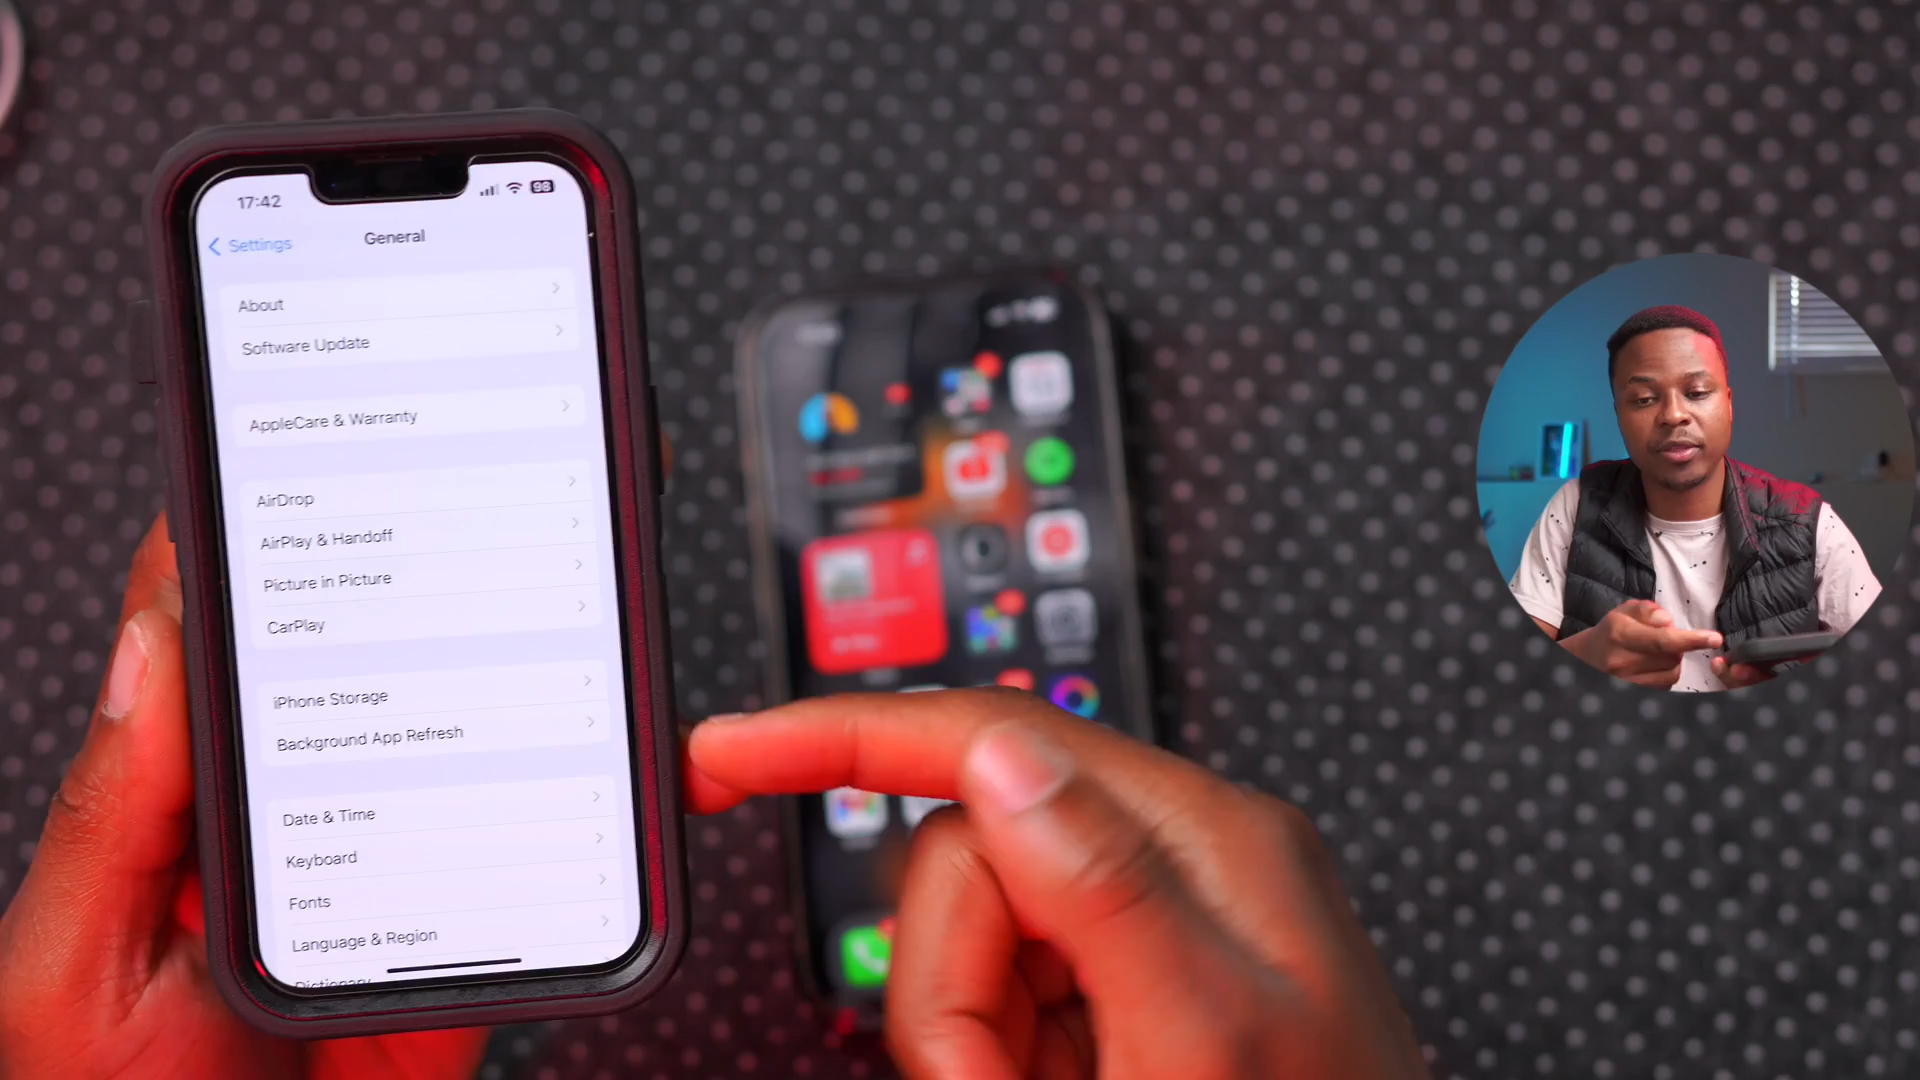 17:42
98
Settings
General
About
Software Update
AppleCare & Warranty
AirDrop
AirPlay & Handoff
Picture in Picture
CarPlay
iPhone Storage
Background App Refresh
Date & Time
Keyboard
Fonts
Language & Region
Dictionary